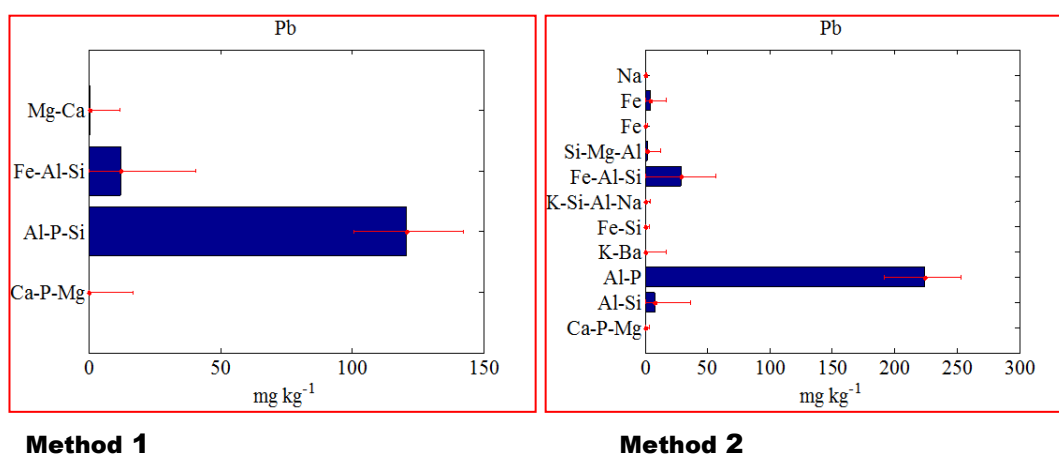 Pb
Mg-Ca
Fe-Al-Si
Al-P-Si
Ca-P-Mg
0 50 100 150
mg kg⁻¹
Method 1
Pb
Na
Fe
Fe
Si-Mg-Al
Fe-Al-Si
K-Si-Al-Na
Fe-Si
K-Ba
Al-P
Al-Si
Ca-P-Mg
0 50 100 150 200 250 300
mg kg⁻¹
Method 2